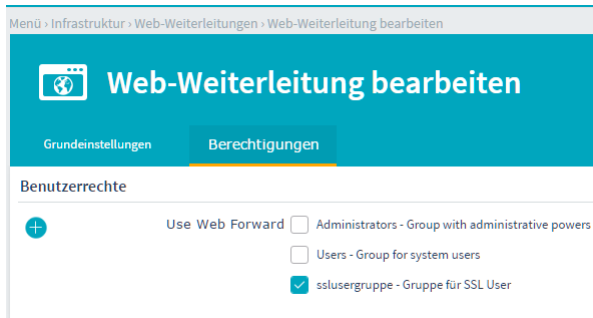 Menü › Infrastruktur › Web-Weiterleitungen › Web-Weiterleitung bearbeiten
Web-Weiterleitung bearbeiten
Grundeinstellungen Berechtigungen
Benutzerrechte
Use Web Forward Administrators - Group with administrative powers
Users - Group for system users
sslusergruppe - Gruppe für SSL User